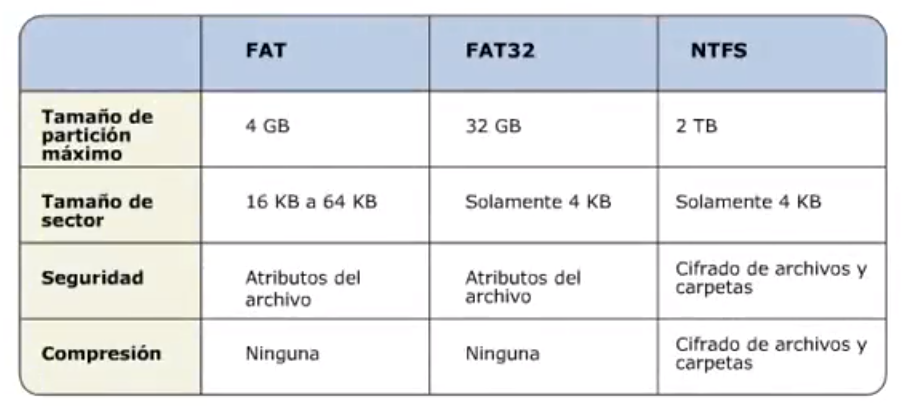 FAT FAT32 NTFS
Tamaño de
partición
máximo
4 GB 32 GB 2 TB
Tamaño de
sector
16 KB a 64 KB Solamente 4 KB Solamente 4 KB
Seguridad
Atributos del
archivo
Atributos del
archivo
Cifrado de archivos y
carpetas
Compresión
Ninguna Ninguna
Cifrado de archivos y
carpetas